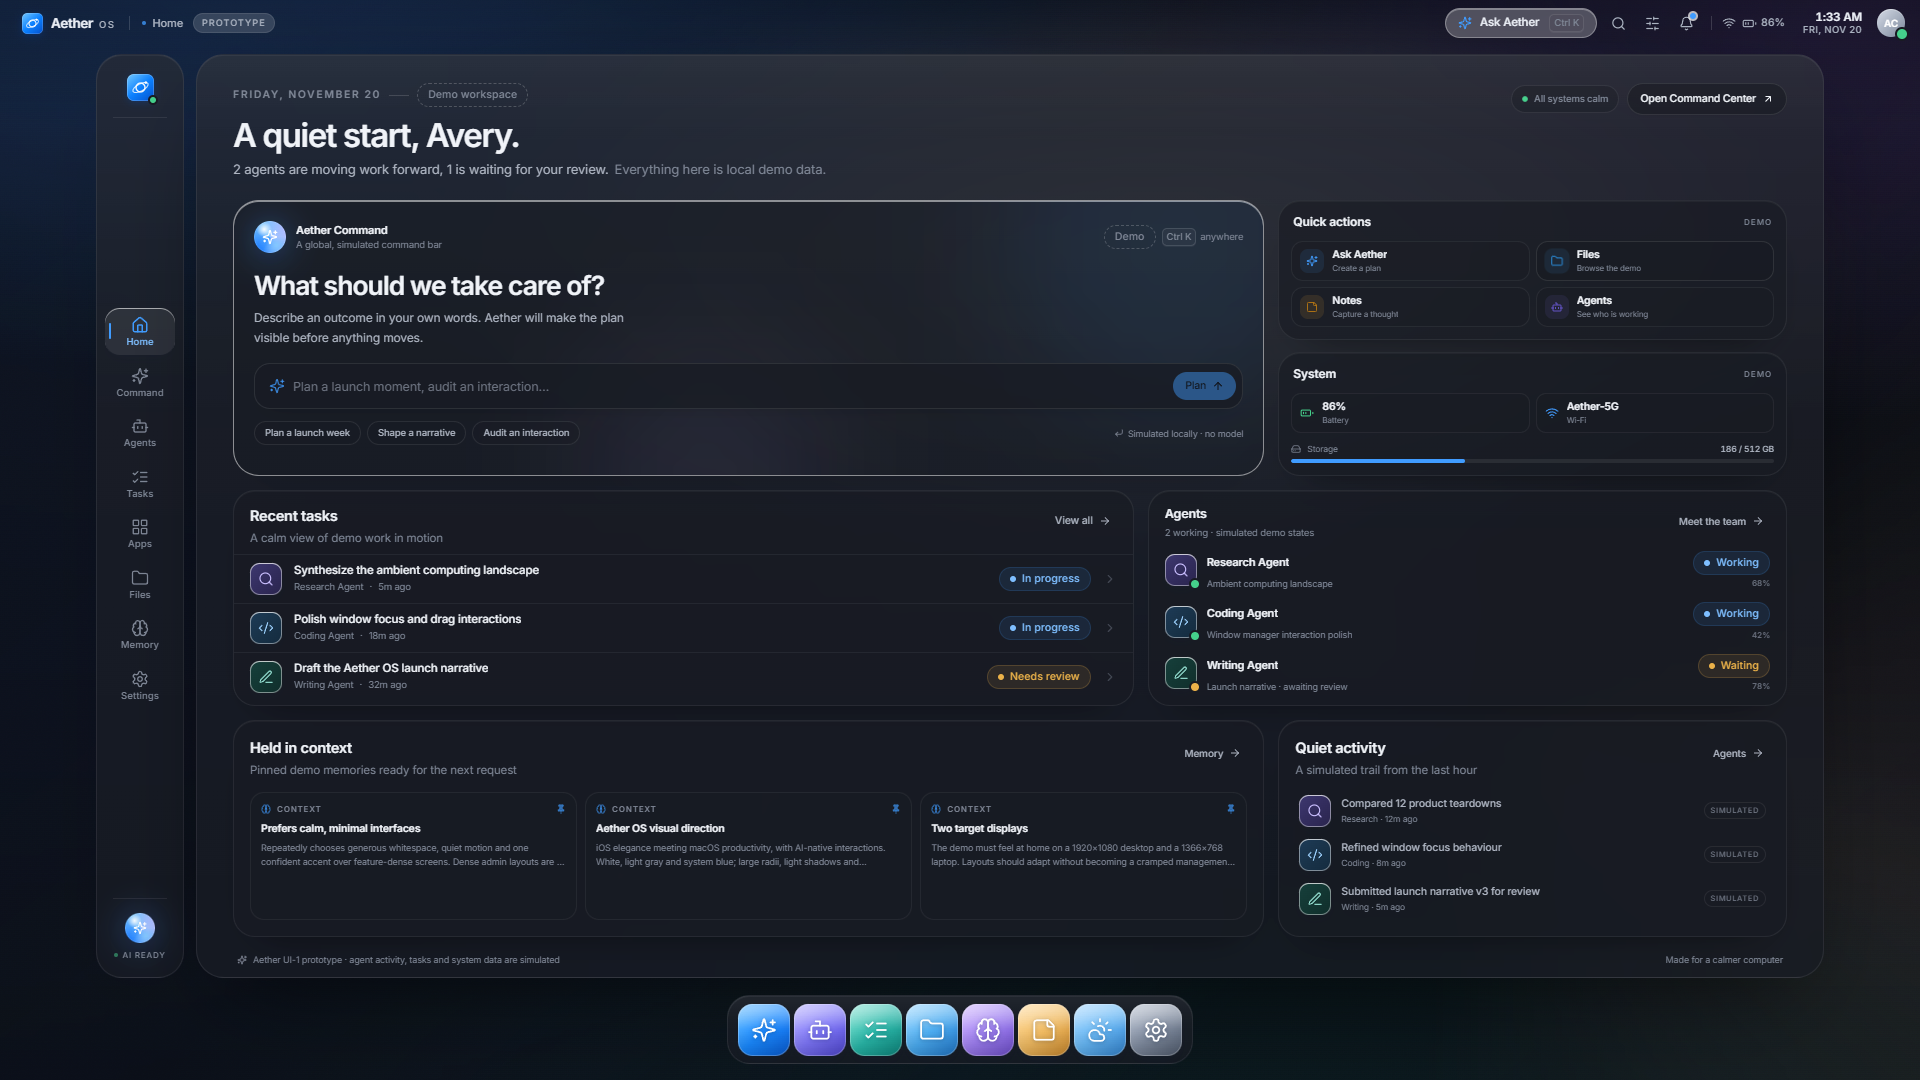 Aether OS
Home
PROTOTYPE
Ask Aether Ctrl K
86%
1:33 AM
FRI, NOV 20
AC
FRIDAY, NOVEMBER 20
Demo workspace
All systems calm
Open Command Center
A quiet start, Avery.
2 agents are moving work forward, 1 is waiting for your review. Everything here is local demo data.
Home
Command
Agents
Tasks
Apps
Files
Memory
Settings
AI READY
Aether Command
A global, simulated command bar
Demo
Ctrl K anywhere
What should we take care of?
Describe an outcome in your own words. Aether will make the plan
visible before anything moves.
Plan a launch moment, audit an interaction...
Plan
Plan a launch week
Shape a narrative
Audit an interaction
Simulated locally · no model
Quick actions
DEMO
Ask Aether
Create a plan
Files
Browse the demo
Notes
Capture a thought
Agents
See who is working
System
DEMO
86%
Battery
Aether-5G
Wi-Fi
Storage
186 / 512 GB
Recent tasks
A calm view of demo work in motion
View all
Synthesize the ambient computing landscape
Research Agent · 5m ago
In progress
Polish window focus and drag interactions
Coding Agent · 18m ago
In progress
Draft the Aether OS launch narrative
Writing Agent · 32m ago
Needs review
Agents
2 working · simulated demo states
Meet the team
Research Agent
Ambient computing landscape
Working
68%
Coding Agent
Window manager interaction polish
Working
42%
Writing Agent
Launch narrative · awaiting review
Waiting
78%
Held in context
Pinned demo memories ready for the next request
Memory
CONTEXT
Prefers calm, minimal interfaces
Repeatedly chooses generous whitespace, quiet motion and one
confident accent over feature-dense screens. Dense admin layouts are ...
CONTEXT
Aether OS visual direction
iOS elegance meeting macOS productivity, with AI-native interactions.
White, light gray and system blue; large radii, light shadows and...
CONTEXT
Two target displays
The demo must feel at home on a 1920×1080 desktop and a 1366×768
laptop. Layouts should adapt without becoming a cramped managemen...
Quiet activity
A simulated trail from the last hour
Agents
Compared 12 product teardowns
Research · 12m ago
SIMULATED
Refined window focus behaviour
Coding · 8m ago
SIMULATED
Submitted launch narrative v3 for review
Writing · 5m ago
SIMULATED
Aether UI-1 prototype · agent activity, tasks and system data are simulated
Made for a calmer computer